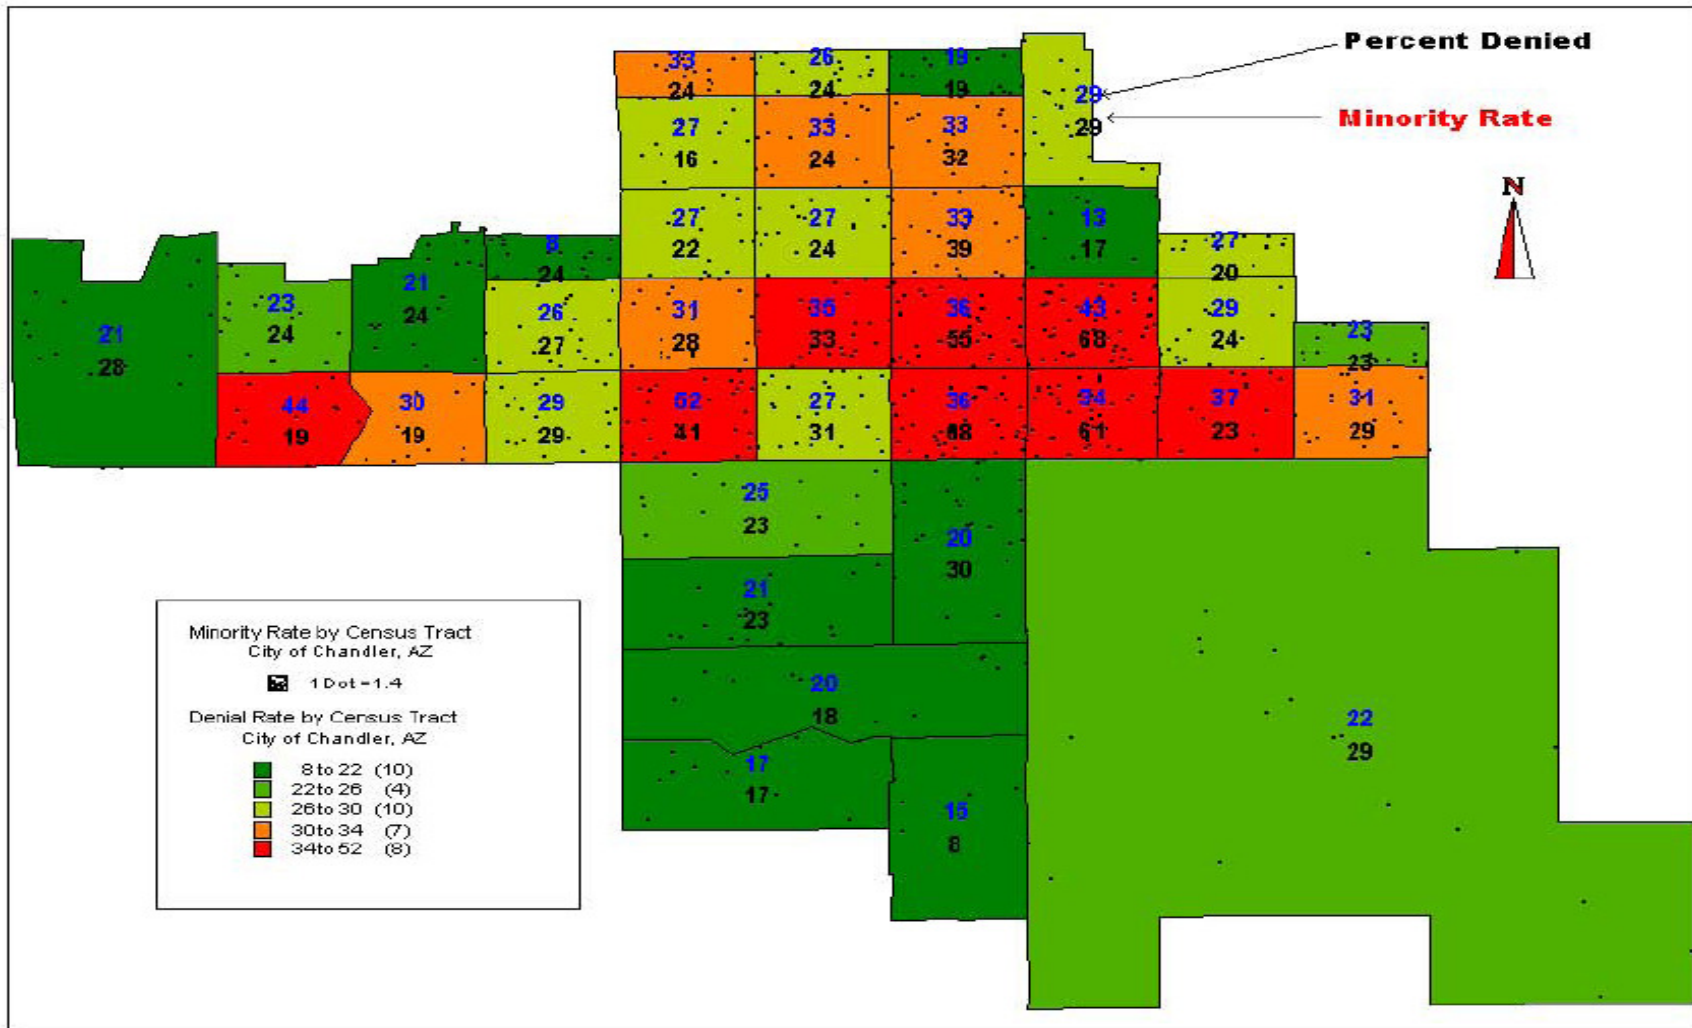 Percent Denied
Minority Rate
N
33 26 19
24 24 19
29
29
27 33 33
16 24 32
27 27 33 13
22 24 39 17
8 27
24 20
21 23 21
28 24 24
26 31 35 36 43 29
27 28 33 55 68 24
23
23
44 30 29 52 27 36 34 37 31
19 19 29 41 31 68 61 23 29
25
23
20
30
21
23
20
18
22
29
17
17
15
8
Minority Rate by Census Tract
City of Chandler, AZ
1 Dot = 1.4
Denial Rate by Census Tract
City of Chandler, AZ
8 to 22 (10)
22 to 26 (4)
26 to 30 (10)
30 to 34 (7)
34 to 52 (8)